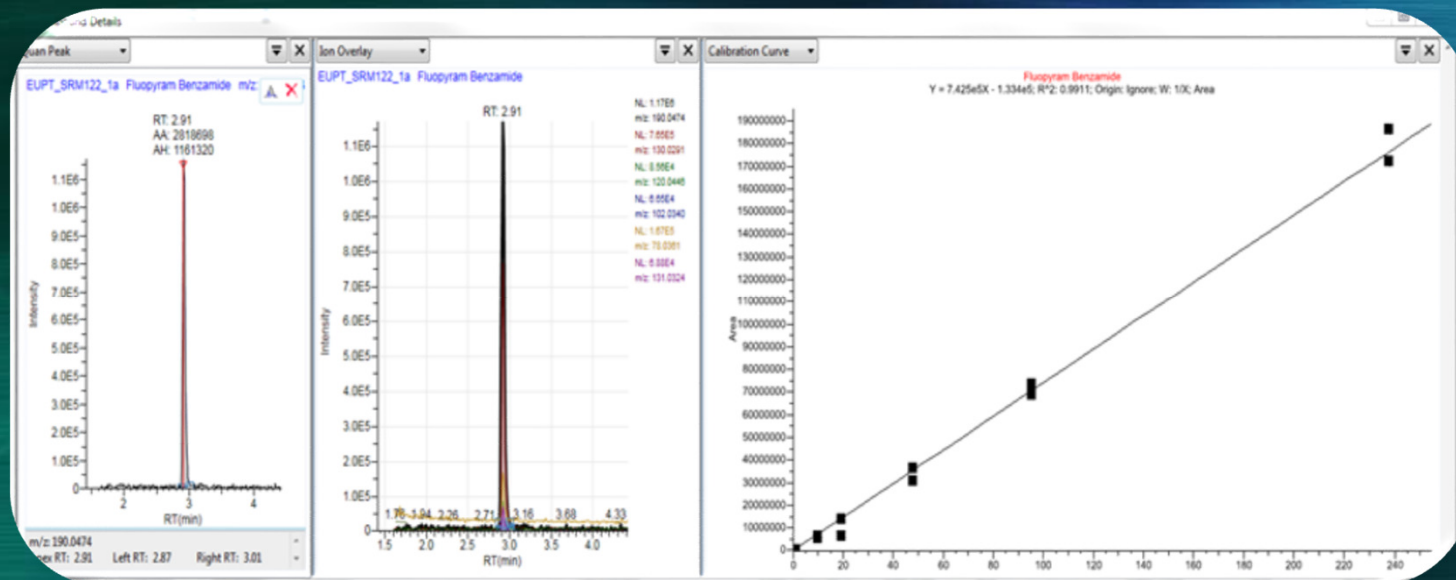 Details
uan Peak
EUPT_SRM122_1a Fluopyram Benzamide m/z:
RT: 2.91
AA: 2818698
AH: 1161320
Intensity
1.1E6
1.0E6
9.0E5
8.0E5
7.0E5
6.0E5
5.0E5
4.0E5
3.0E5
2.0E5
1.0E5
0
2 3 4
RT(min)
m/z: 190.0474
ex RT: 2.91 Left RT: 2.87 Right RT: 3.01
Ion Overlay
EUPT_SRM122_1a Fluopyram Benzamide
RT: 2.91
NL: 1.17E6
m/z: 190.0474
NL: 7.65E5
m/z: 130.0291
NL: 8.66E4
m/z: 120.0446
NL: 6.65E4
m/z: 102.0340
NL: 1.67E5
m/z: 78.0361
NL: 6.88E4
m/z: 131.0324
Intensity
1.1E6
1.0E6
9.0E5
8.0E5
7.0E5
6.0E5
5.0E5
4.0E5
3.0E5
2.0E5
1.0E5
0
1.94 2.26 2.71 3.16 3.68 4.33
1.5 2.0 2.5 3.0 3.5 4.0
RT(min)
Calibration Curve
Fluopyram Benzamide
Y = 7.425e5X - 1.334e5; R^2: 0.9911; Origin: Ignore; W: 1/X; Area
Area
190000000
180000000
170000000
160000000
150000000
140000000
130000000
120000000
110000000
100000000
90000000
80000000
70000000
60000000
50000000
40000000
30000000
20000000
10000000
0
0 20 40 60 80 100 120 140 160 180 200 220 240